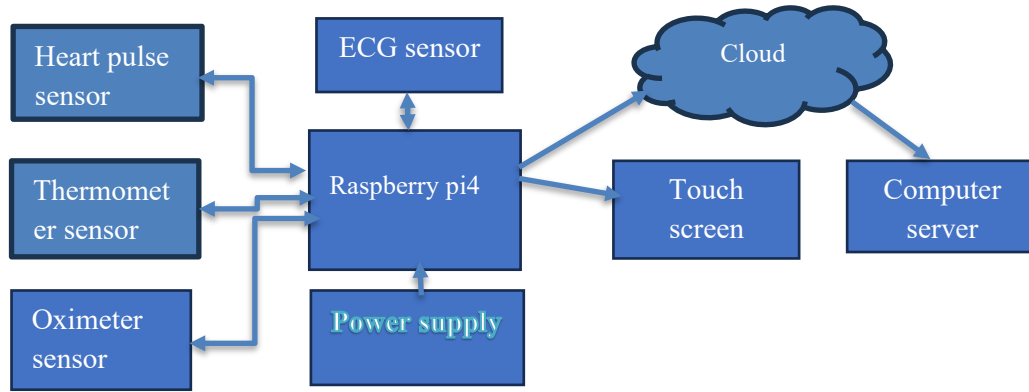 Heart pulse
sensor
ECG sensor
Cloud
Thermomet
er sensor
Raspberry pi4
Touch
screen
Computer
server
Oximeter
sensor
Power supply